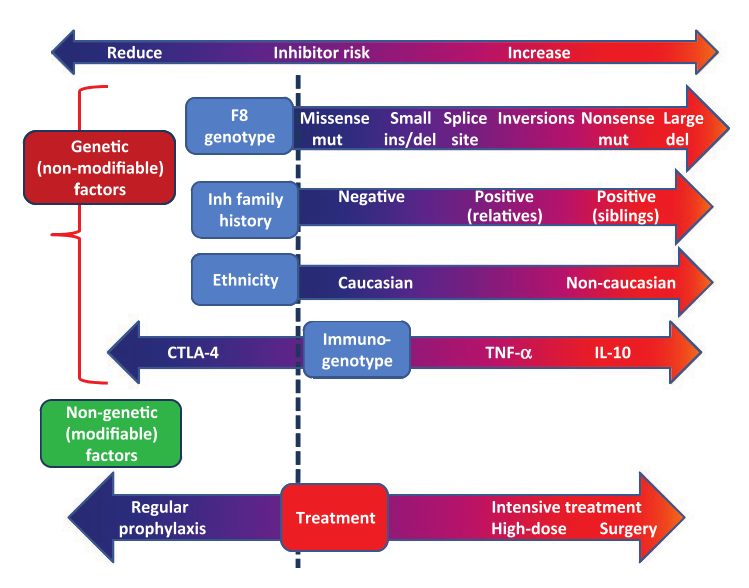 Reduce Inhibitor risk Increase
F8 genotype
Missense mut Small ins/del Splice site Inversions Nonsense mut Large del
Genetic
(non-modifiable)
factors
Inh family
history
Negative Positive (relatives) Positive (siblings)
Ethnicity Caucasian Non-caucasian
CTLA-4 Immuno-genotype TNF-α IL-10
Non-genetic
(modifiable)
factors
Regular
prophylaxis
Treatment
Intensive treatment
High-dose Surgery